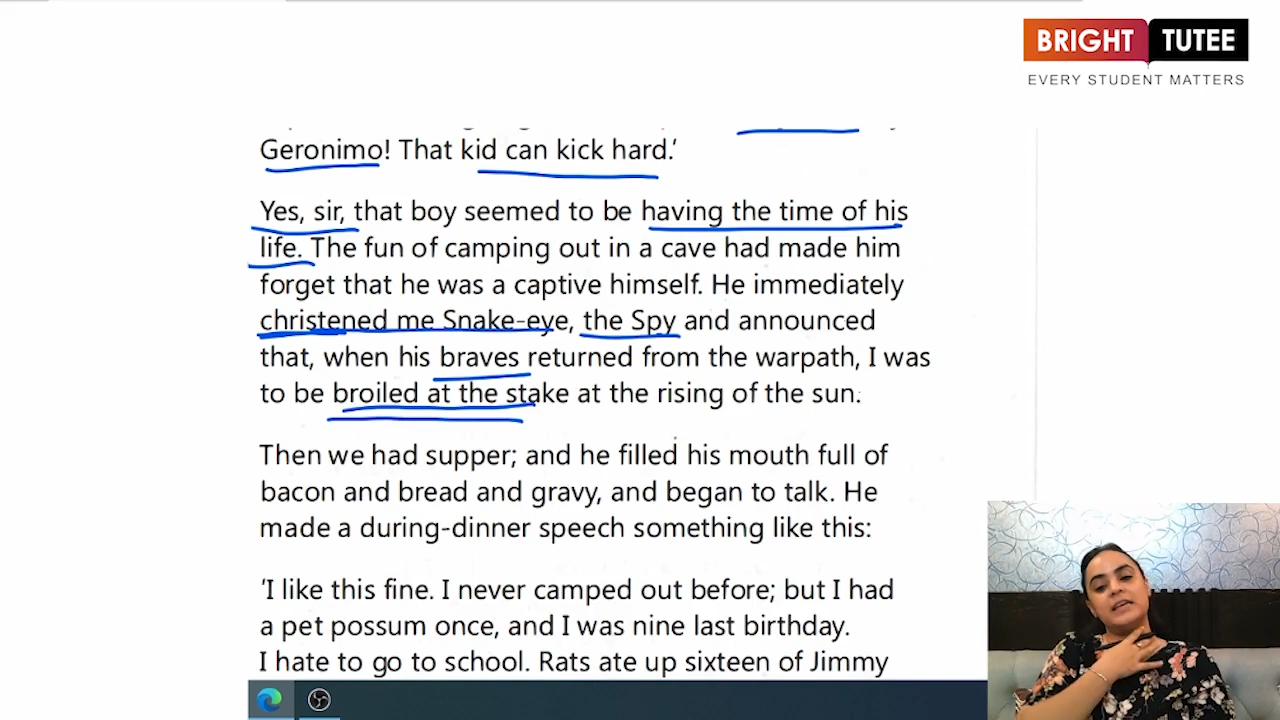 BRIGHT TUTEE
EVERY STUDENT MATTERS
Geronimo! That kid can kick hard.’
Yes, sir, that boy seemed to be having the time of his
life. The fun of camping out in a cave had made him
forget that he was a captive himself. He immediately
christened me Snake-eye, the Spy and announced
that, when his braves returned from the warpath, I was
to be broiled at the stake at the rising of the sun.
Then we had supper; and he filled his mouth full of
bacon and bread and gravy, and began to talk. He
made a during-dinner speech something like this:
‘I like this fine. I never camped out before; but I had
a pet possum once, and I was nine last birthday.
I hate to go to school. Rats ate up sixteen of Jimmy